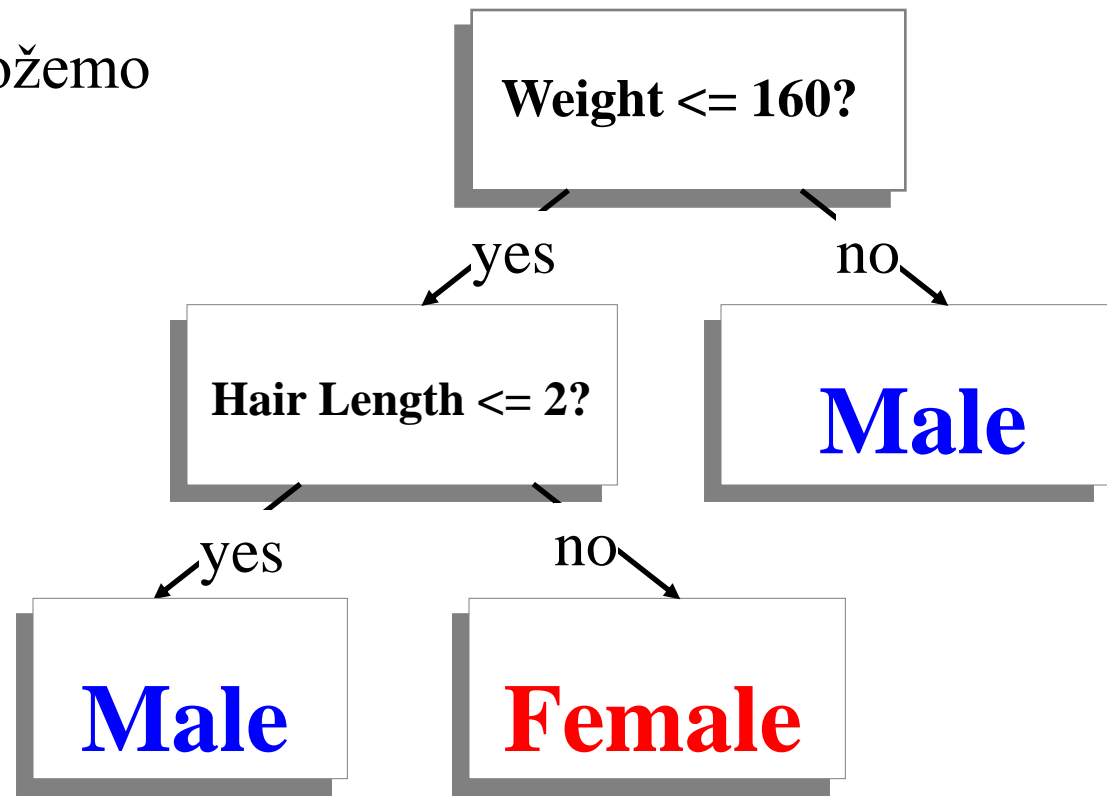 ožemo
Weight <= 160?
yes
no
Hair Length <= 2?
Male
yes
no
Male
Female